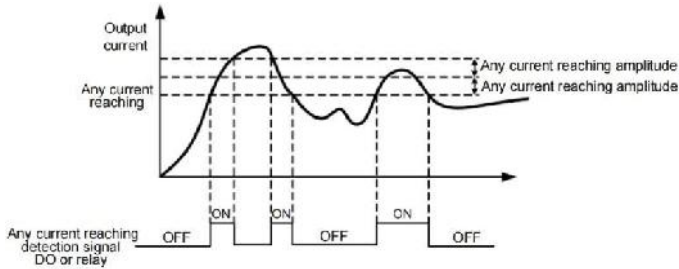 Output
current
Any current reaching amplitude
Any current
reaching
Any current reaching amplitude
ON
ON
ON
Any current reaching
detection signal
DO or relay
OFF
OFF
OFF